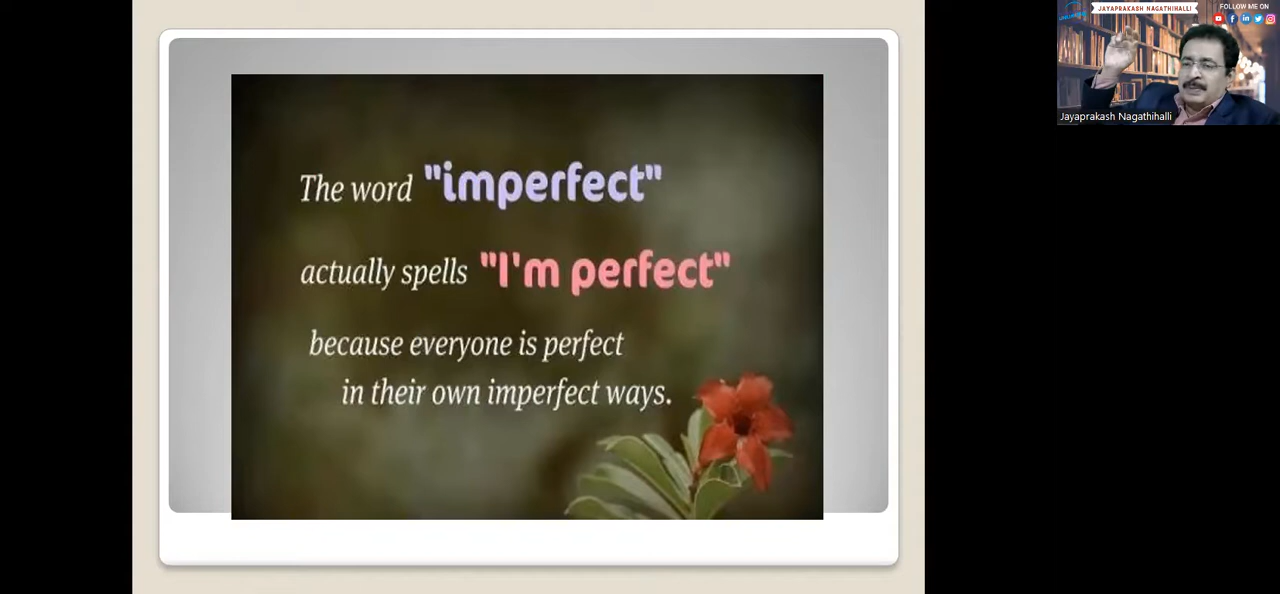 The word "imperfect"
actually spells "I'm perfect"
because everyone is perfect
in their own imperfect ways.
JAYAPRAKASH NAGATHIHALLI
FOLLOW ME ON
Jayaprakash Nagathihalli